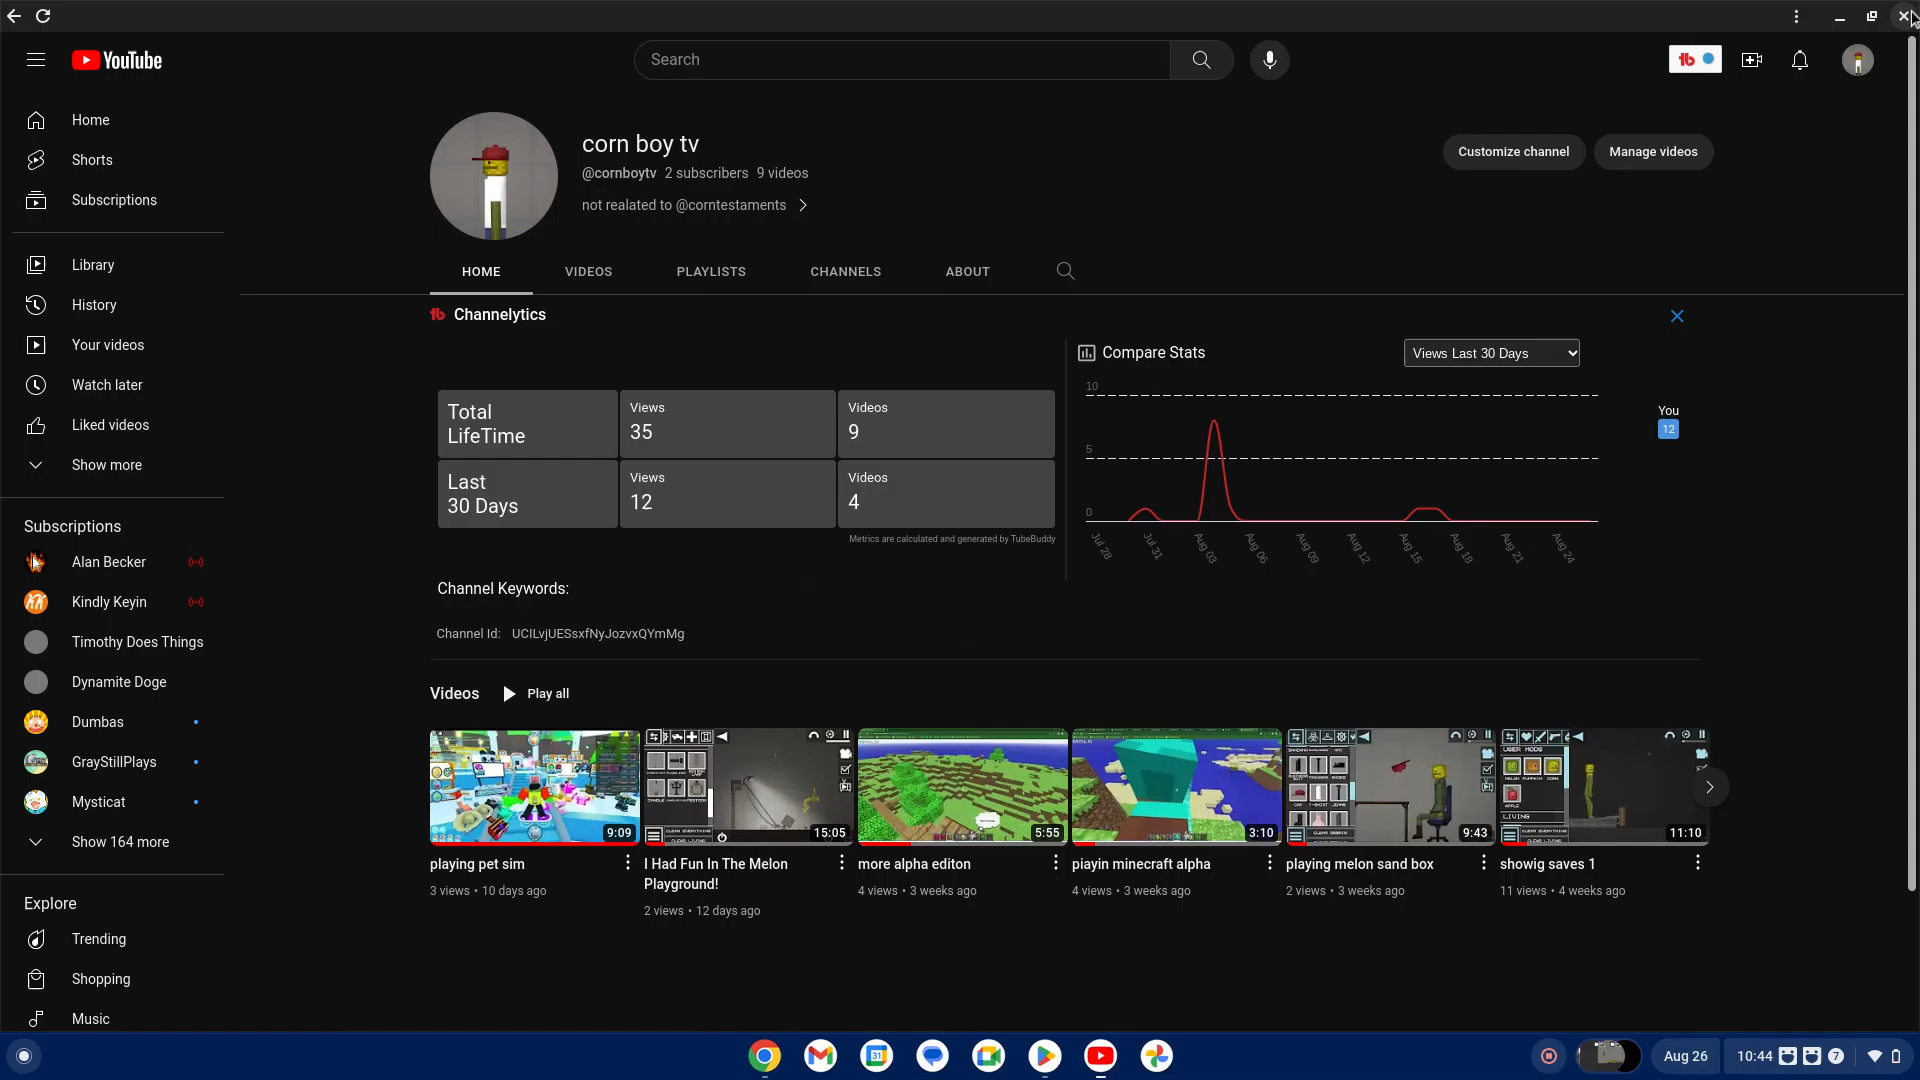 YouTube
Search
Home
Shorts
Subscriptions
Library
History
Your videos
Watch later
Liked videos
Show more
Subscriptions
Alan Becker
Kindly Keyin
Timothy Does Things
Dynamite Doge
Dumbas
GrayStillPlays
Mysticat
Show 164 more
Explore
Trending
Shopping
Music
corn boy tv
@cornboytv 2 subscribers 9 videos
not realated to @corntestaments
Customize channel
Manage videos
HOME VIDEOS PLAYLISTS CHANNELS ABOUT
Channelytics
Total
LifeTime
Views
35
Videos
9
Last
30 Days
Views
12
Videos
4
Metrics are calculated and generated by TubeBuddy
Compare Stats
Views Last 30 Days
10
5
0
Jul 28 Jul 31 Aug 03 Aug 06 Aug 09 Aug 12 Aug 15 Aug 18 Aug 21 Aug 24
You
12
Channel Keywords:
Channel Id: UCILvjUESsxfNyJozvxQYmMg
Videos Play all
9:09
playing pet sim
3 views • 10 days ago
15:05
I Had Fun In The Melon
Playground!
2 views • 12 days ago
5:55
more alpha editon
4 views • 3 weeks ago
3:10
piayin minecraft alpha
4 views • 3 weeks ago
9:43
playing melon sand box
2 views • 3 weeks ago
USER MODS
LIVING
11:10
showig saves 1
11 views • 4 weeks ago
31
Aug 26
10:44
7